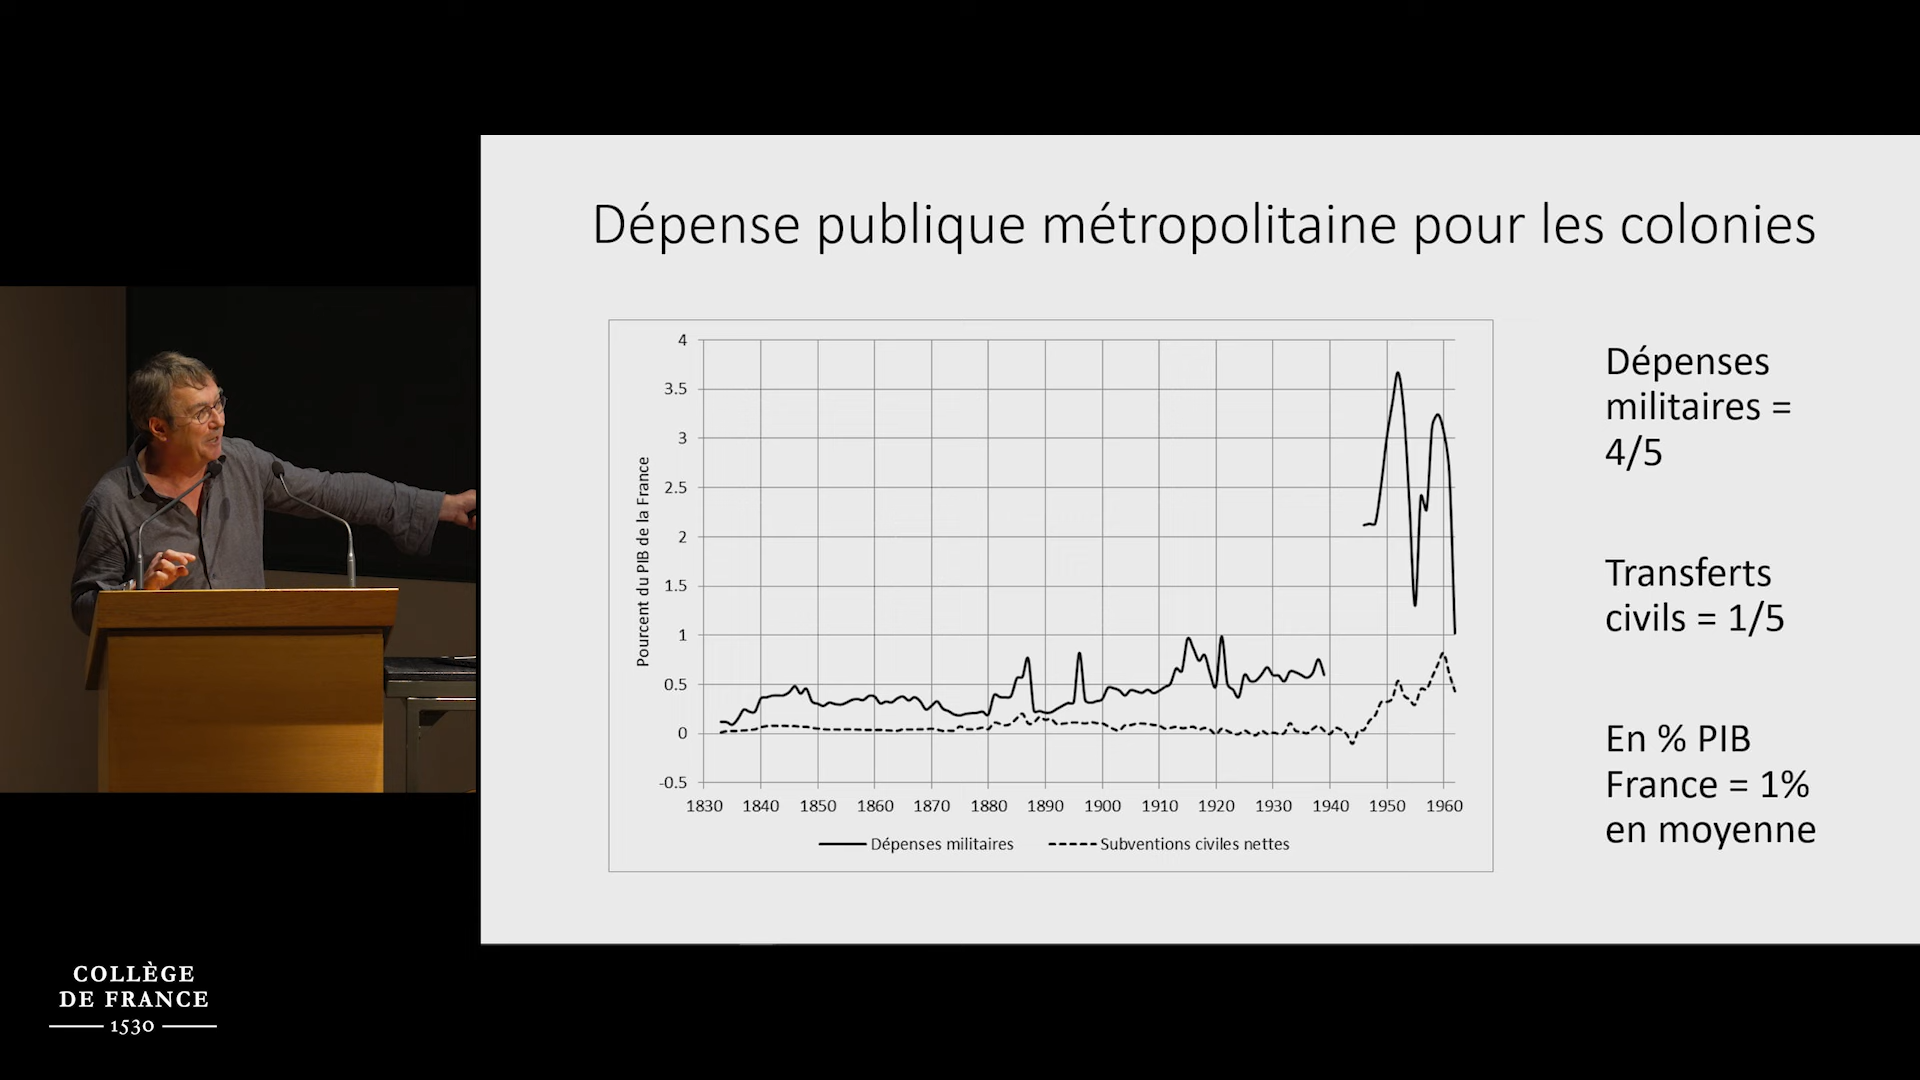 Dépense publique métropolitaine pour les colonies
4
3.5
3
2.5
2
1.5
1
0.5
0
-0.5
Pourcent du PIB de la France
1830 1840 1850 1860 1870 1880 1890 1900 1910 1920 1930 1940 1950 1960
Dépenses militaires Subventions civiles nettes
Dépenses
militaires =
4/5
Transferts
civils = 1/5
En % PIB
France = 1%
en moyenne
COLLÈGE
DE FRANCE
1530